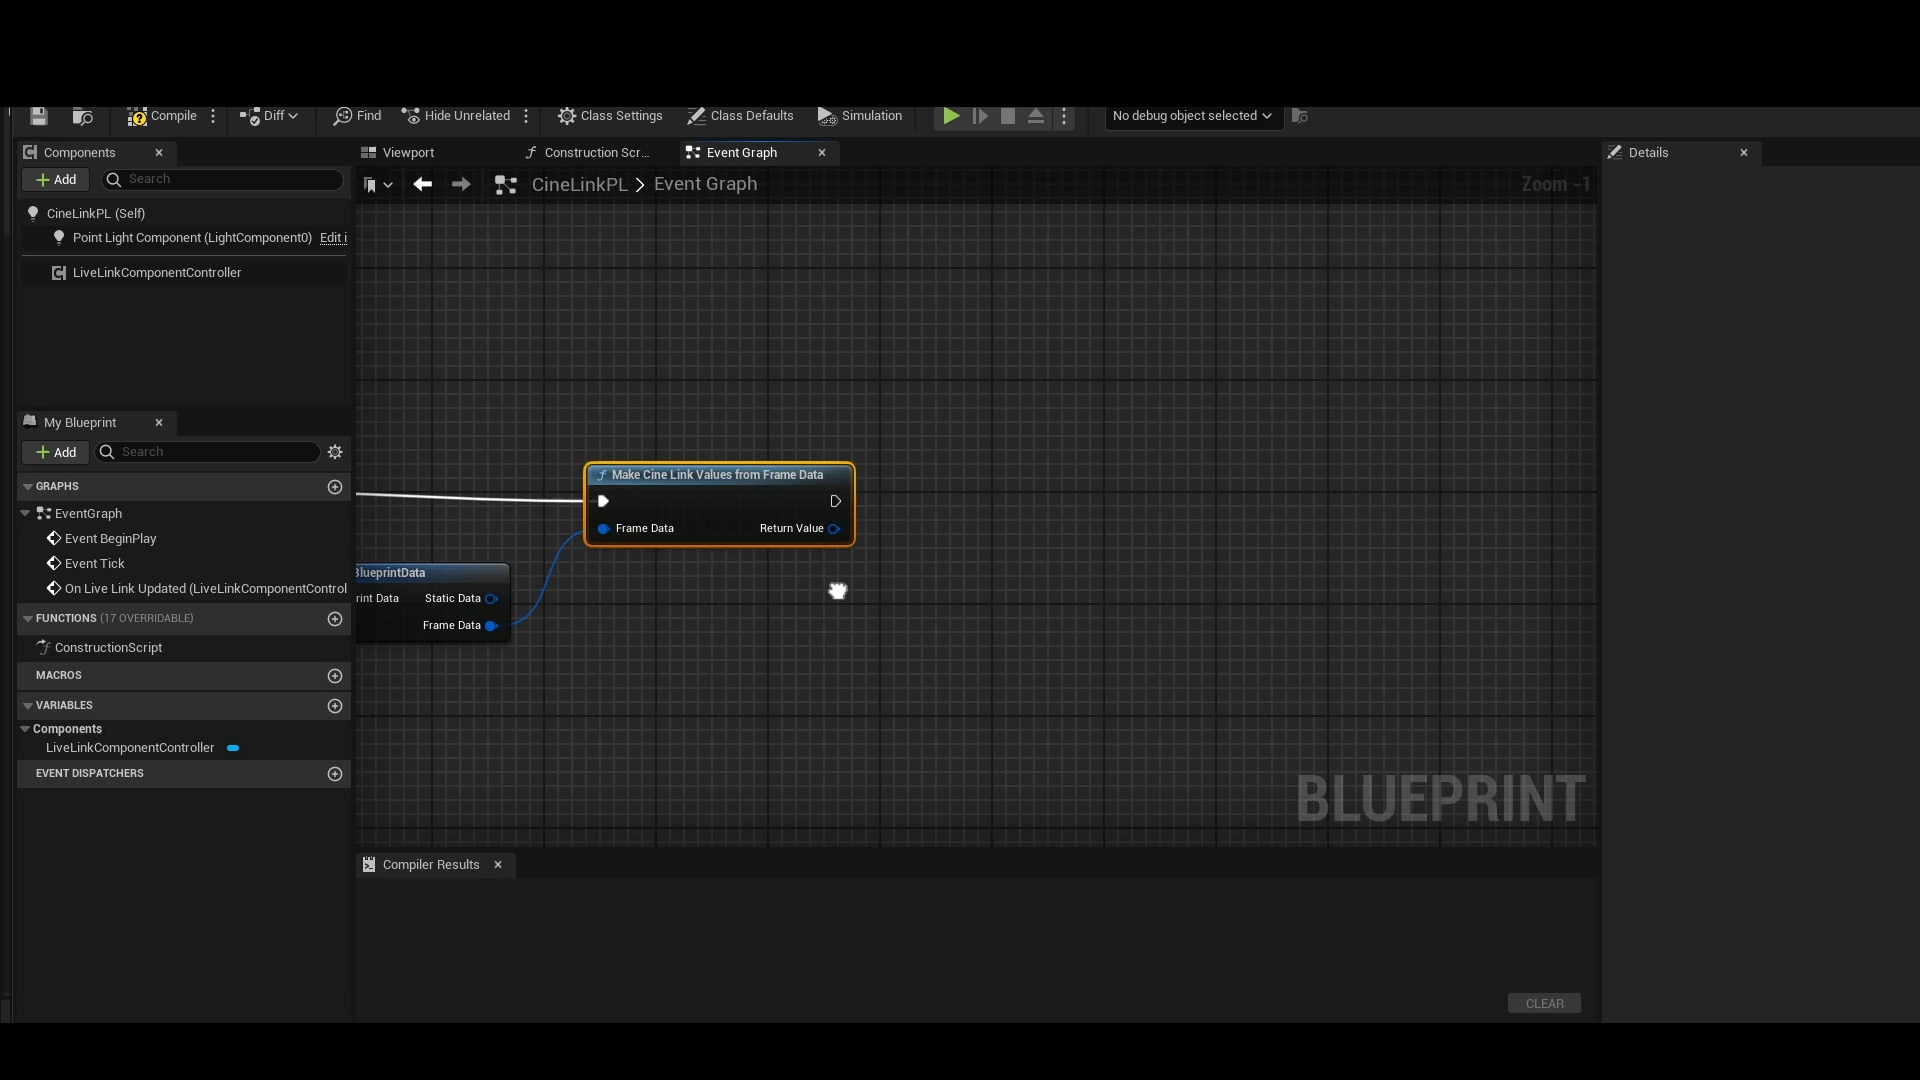 Compile
Diff
Find
Hide Unrelated
Class Settings
Class Defaults
Simulation
No debug object selected
Components
Viewport
Construction Scr...
Event Graph
Details
Add
Search
CineLinkPL > Event Graph
Zoom -1
CineLinkPL (Self)
Point Light Component (LightComponent0) Edit i
LiveLinkComponentController
My Blueprint
Add
Search
GRAPHS
EventGraph
Event BeginPlay
Event Tick
On Live Link Updated (LiveLinkComponentControl
FUNCTIONS (17 OVERRIDABLE)
ConstructionScript
MACROS
VARIABLES
Components
LiveLinkComponentController
EVENT DISPATCHERS
Make Cine Link Values from Frame Data
Frame Data
Return Value
BlueprintData
rint Data
Static Data
Frame Data
BLUEPRINT
Compiler Results
CLEAR